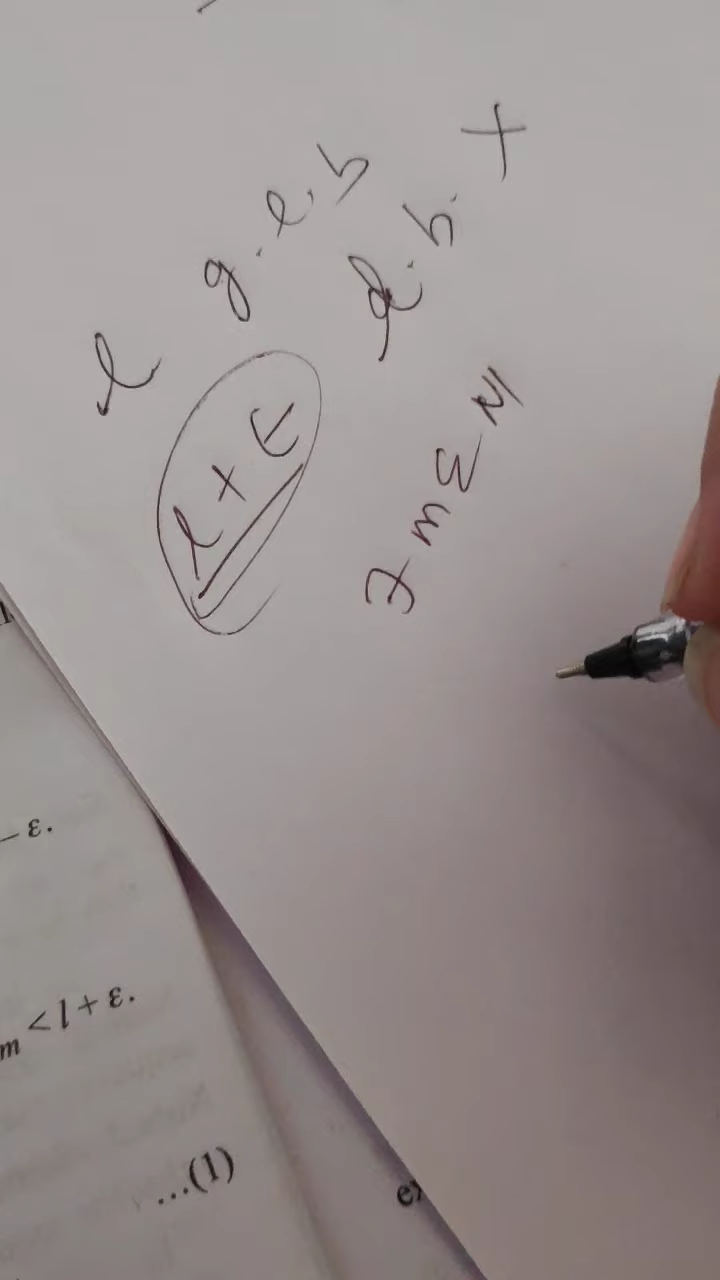 l g.l.b
l+ε l.b. ×
∃ m ∈ ℕ
– ε.
m < l + ε.
...(1)